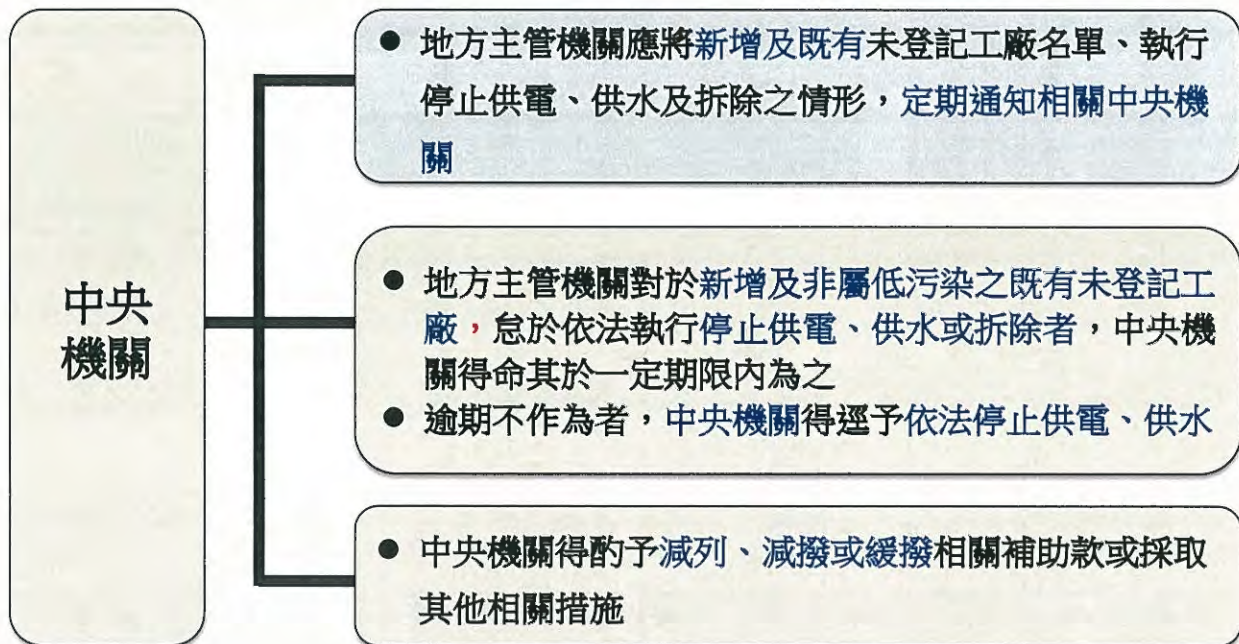 中央
機關
● 地方主管機關應將新增及既有未登記工廠名單、執行
停止供電、供水及拆除之情形，定期通知相關中央機
關
● 地方主管機關對於新增及非屬低污染之既有未登記工
廠，怠於依法執行停止供電、供水或拆除者，中央機
關得命其於一定期限內為之
● 逾期不作為者，中央機關得逕予依法停止供電、供水
● 中央機關得酌予減列、減撥或緩撥相關補助款或採取
其他相關措施